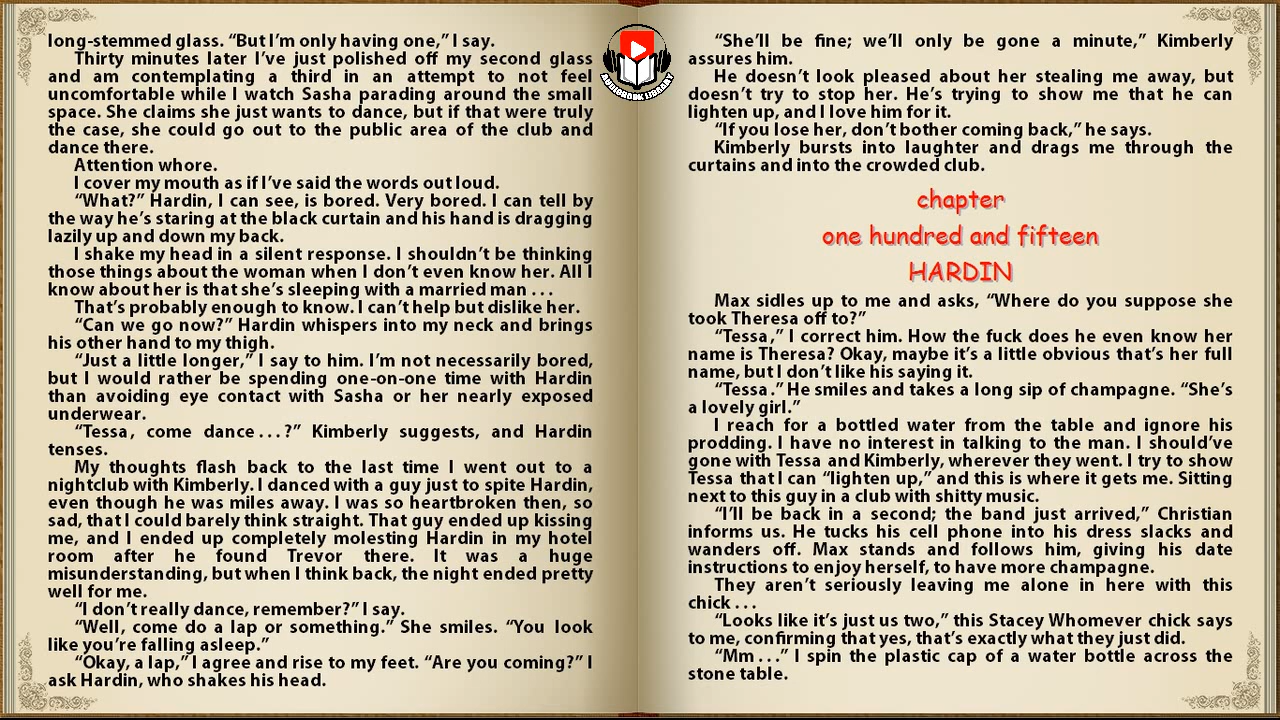 long-stemmed glass. “But I’m only having one,” I say.
Thirty minutes later I’ve just polished off my second glass
and am contemplating a third in an attempt to not feel
uncomfortable while I watch Sasha parading around the small
space. She claims she just wants to dance, but if that were truly
the case, she could go out to the public area of the club and
dance there.
Attention whore.
I cover my mouth as if I’ve said the words out loud.
“What?” Hardin, I can see, is bored. Very bored. I can tell by
the way he’s staring at the black curtain and his hand is dragging
lazily up and down my back.
I shake my head in a silent response. I shouldn’t be thinking
those things about the woman when I don’t even know her. All I
know about her is that she’s sleeping with a married man . . .
That’s probably enough to know. I can’t help but dislike her.
“Can we go now?” Hardin whispers into my neck and brings
his other hand to my thigh.
“Just a little longer,” I say to him. I’m not necessarily bored,
but I would rather be spending one-on-one time with Hardin
than avoiding eye contact with Sasha or her nearly exposed
underwear.
“Tessa, come dance . . . ?” Kimberly suggests, and Hardin
tenses.
My thoughts flash back to the last time I went out to a
nightclub with Kimberly. I danced with a guy just to spite Hardin,
even though he was miles away. I was so heartbroken then, so
sad, that I could barely think straight. That guy ended up kissing
me, and I ended up completely molesting Hardin in my hotel
room after he found Trevor there. It was a huge
misunderstanding, but when I think back, the night ended pretty
well for me.
“I don’t really dance, remember?” I say.
“Well, come do a lap or something.” She smiles. “You look
like you’re falling asleep.”
“Okay, a lap,” I agree and rise to my feet. “Are you coming?” I
ask Hardin, who shakes his head.
AUDIOBOOK LIBRARY
“She’ll be fine; we’ll only be gone a minute,” Kimberly
assures him.
He doesn’t look pleased about her stealing me away, but
doesn’t try to stop her. He’s trying to show me that he can
lighten up, and I love him for it.
“If you lose her, don’t bother coming back,” he says.
Kimberly bursts into laughter and drags me through the
curtains and into the crowded club.
chapter
one hundred and fifteen
HARDIN
Max sidles up to me and asks, “Where do you suppose she
took Theresa off to?”
“Tessa,” I correct him. How the fuck does he even know her
name is Theresa? Okay, maybe it’s a little obvious that’s her full
name, but I don’t like his saying it.
“Tessa.” He smiles and takes a long sip of champagne. “She’s
a lovely girl.”
I reach for a bottled water from the table and ignore his
prodding. I have no interest in talking to the man. I should’ve
gone with Tessa and Kimberly, wherever they went. I try to show
Tessa that I can “lighten up,” and this is where it gets me. Sitting
next to this guy in a club with shitty music.
“I’ll be back in a second; the band just arrived,” Christian
informs us. He tucks his cell phone into his dress slacks and
wanders off. Max stands and follows him, giving his date
instructions to enjoy herself, to have more champagne.
They aren’t seriously leaving me alone in here with this
chick . . .
“Looks like it’s just us two,” this Stacey Whomever chick says
to me, confirming that yes, that’s exactly what they just did.
“Mm . . .” I spin the plastic cap of a water bottle across the
stone table.